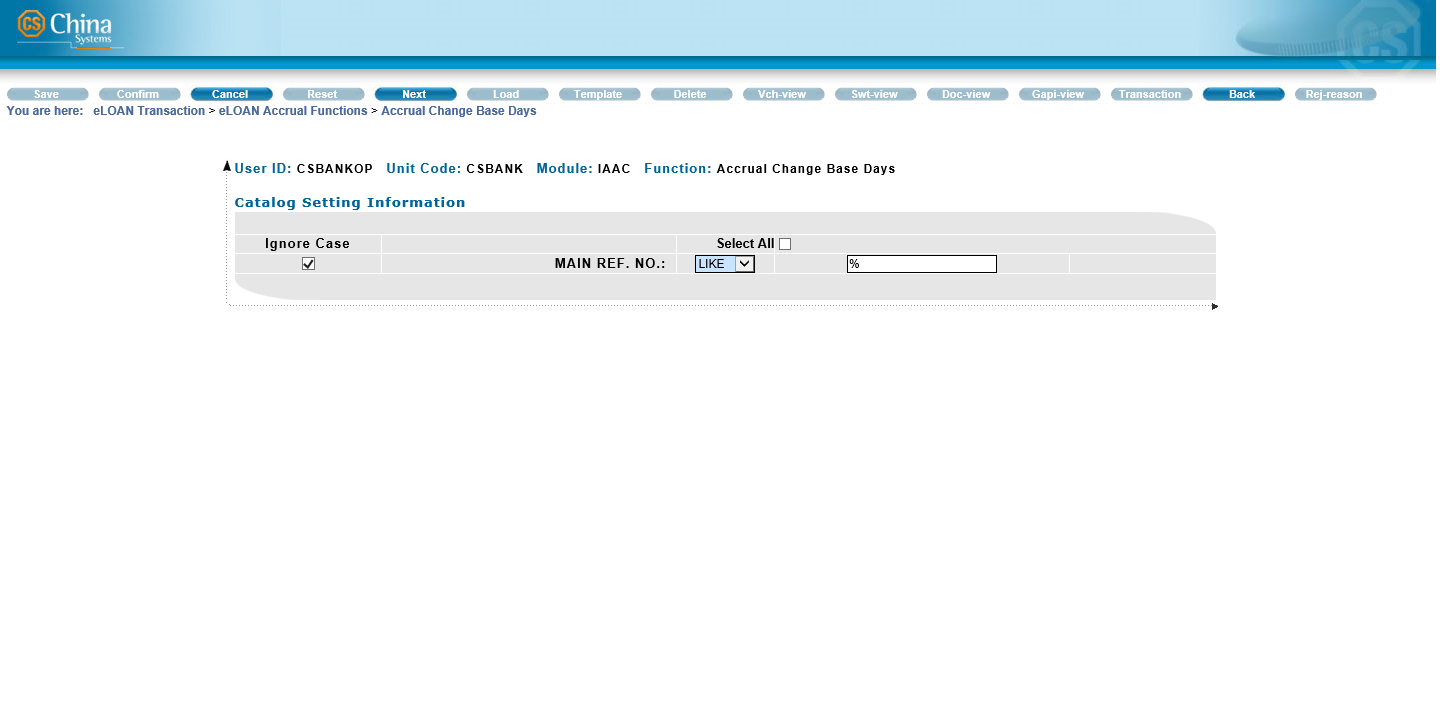 CS China
Systems
Save Confirm Cancel Reset Next Load Template Delete Vch-view Swt-view Doc-view Gapi-view Transaction Back Rej-reason
You are here: eLOAN Transaction > eLOAN Accrual Functions > Accrual Change Base Days
User ID: CSBANKOP Unit Code: CSBANK Module: IAAC Function: Accrual Change Base Days
Catalog Setting Information
Ignore Case Select All
MAIN REF. NO.: LIKE %